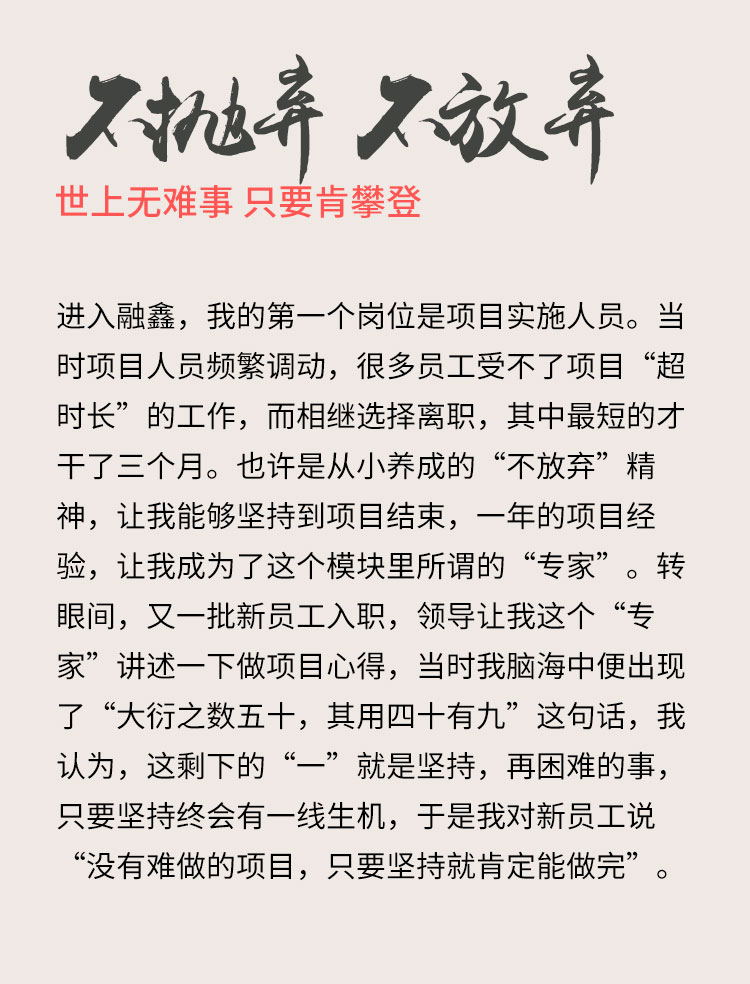 不抛弃 不放弃
世上无难事 只要肯攀登
进入融鑫，我的第一个岗位是项目实施人员。当
时项目人员频繁调动，很多员工受不了项目“超
时长”的工作，而相继选择离职，其中最短的才
干了三个月。也许是从小养成的“不放弃”精
神，让我能够坚持到项目结束，一年的项目经
验，让我成为了这个模块里所谓的“专家”。转
眼间，又一批新员工入职，领导让我这个“专
家”讲述一下做项目心得，当时我脑海中便出现
了“大衍之数五十，其用四十有九”这句话，我
认为，这剩下的“一”就是坚持，再困难的事，
只要坚持终会有一线生机，于是我对新员工说
“没有难做的项目，只要坚持就肯定能做完”。